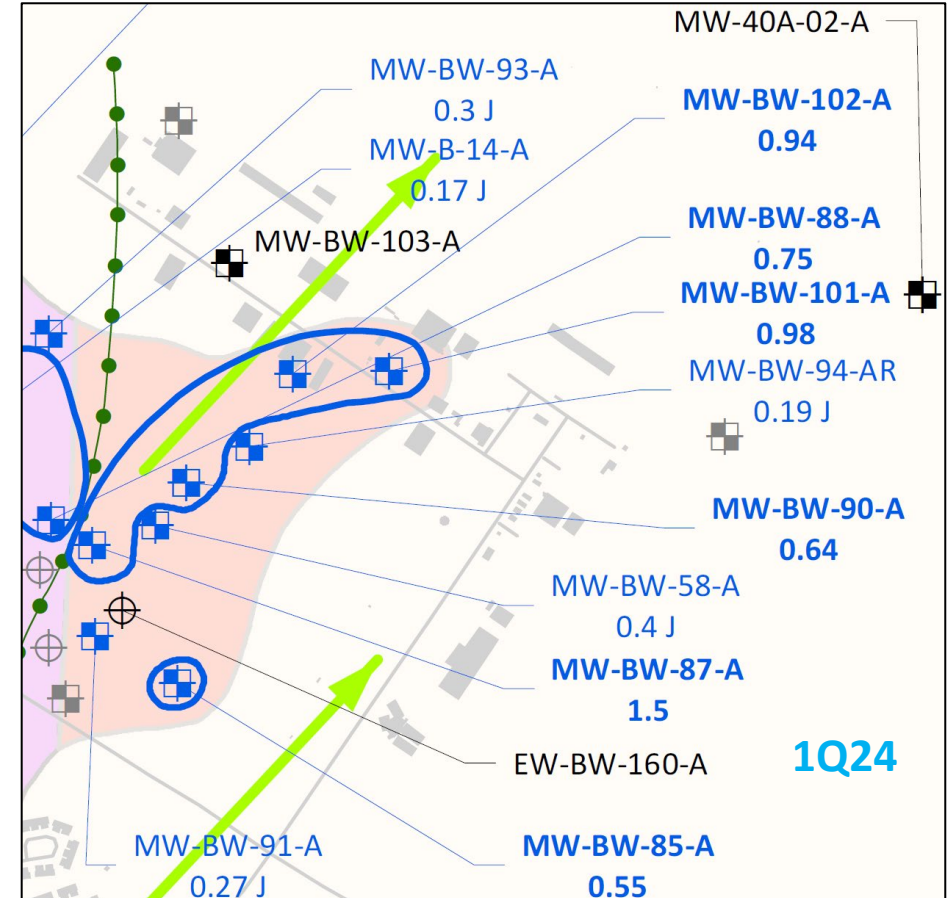 MW-40A-02-A
MW-BW-93-A
0.3 J
MW-BW-102-A
0.94
MW-B-14-A
0.17 J
MW-BW-88-A
0.75
MW-BW-103-A
MW-BW-101-A
0.98
MW-BW-94-AR
0.19 J
MW-BW-90-A
0.64
MW-BW-58-A
0.4 J
MW-BW-87-A
1.5
EW-BW-160-A
1Q24
MW-BW-91-A
0.27 J
MW-BW-85-A
0.55